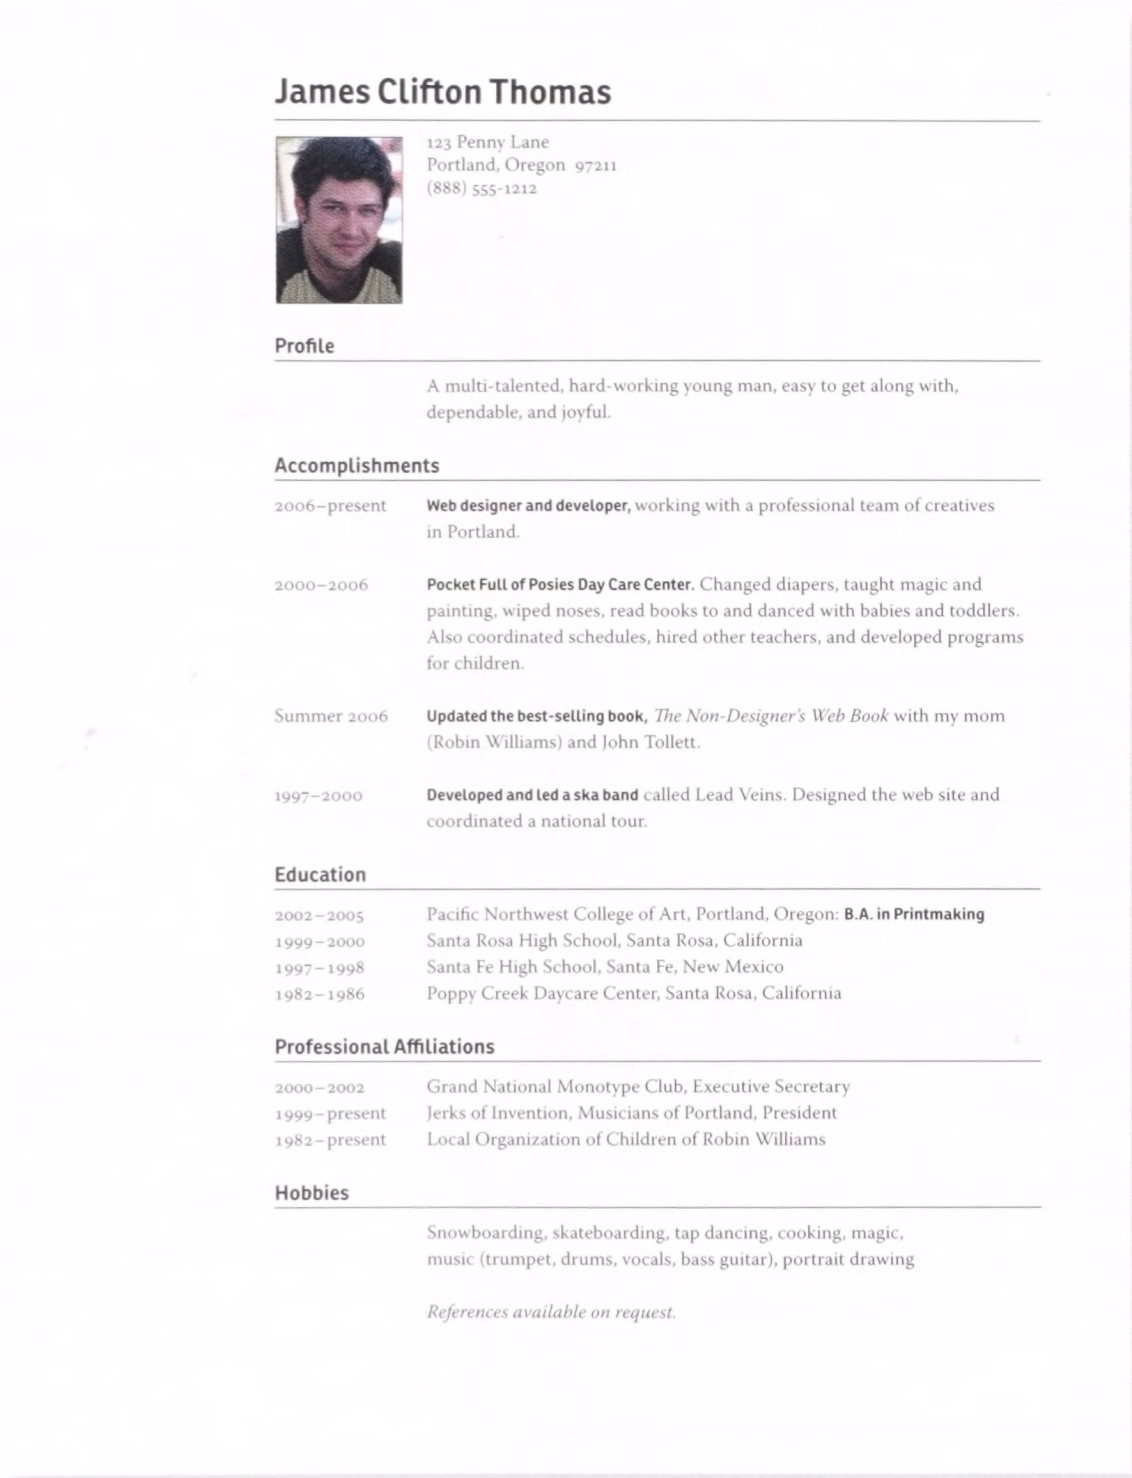 James Clifton Thomas
123 Penny Lane
Portland, Oregon 97211
(888) 555-1212
Profile
A multi-talented, hard-working young man, easy to get along with,
dependable, and joyful.
Accomplishments
2006–present Web designer and developer, working with a professional team of creatives
in Portland.
2000–2006 Pocket Full of Posies Day Care Center. Changed diapers, taught magic and
painting, wiped noses, read books to and danced with babies and toddlers.
Also coordinated schedules, hired other teachers, and developed programs
for children.
Summer 2006 Updated the best-selling book, The Non-Designer's Web Book with my mom
(Robin Williams) and John Tollett.
1997–2000 Developed and led a ska band called Lead Veins. Designed the web site and
coordinated a national tour.
Education
2002–2005 Pacific Northwest College of Art, Portland, Oregon: B.A. in Printmaking
1999–2000 Santa Rosa High School, Santa Rosa, California
1997–1998 Santa Fe High School, Santa Fe, New Mexico
1982–1986 Poppy Creek Daycare Center, Santa Rosa, California
Professional Affiliations
2000–2002 Grand National Monotype Club, Executive Secretary
1999–present Jerks of Invention, Musicians of Portland, President
1982–present Local Organization of Children of Robin Williams
Hobbies
Snowboarding, skateboarding, tap dancing, cooking, magic,
music (trumpet, drums, vocals, bass guitar), portrait drawing
References available on request.